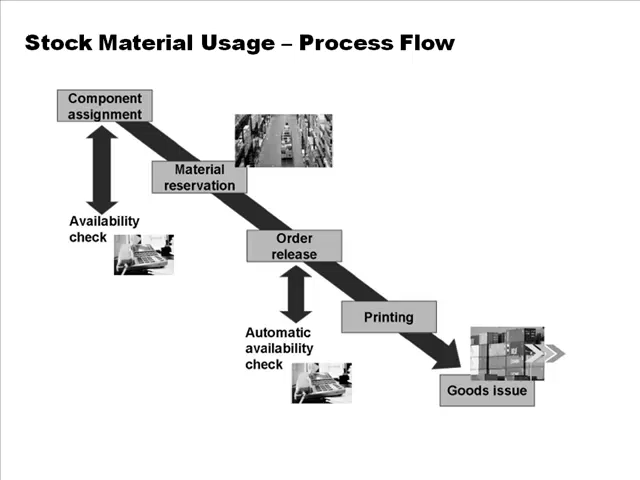 Stock Material Usage – Process Flow
Component
assignment
Material
reservation
Availability
check
Order
release
Printing
Automatic
availability
check
Goods issue